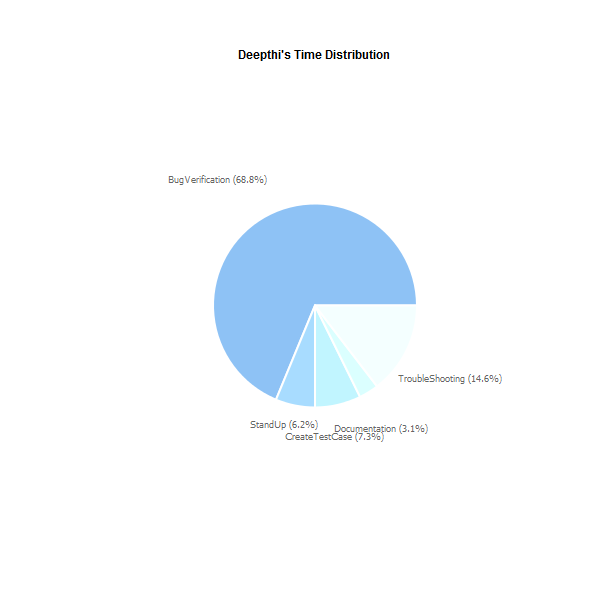 Deepthi's Time Distribution
BugVerification (68.8%)
TroubleShooting (14.6%)
StandUp (6.2%)
Documentation (3.1%)
CreateTestCase (7.3%)